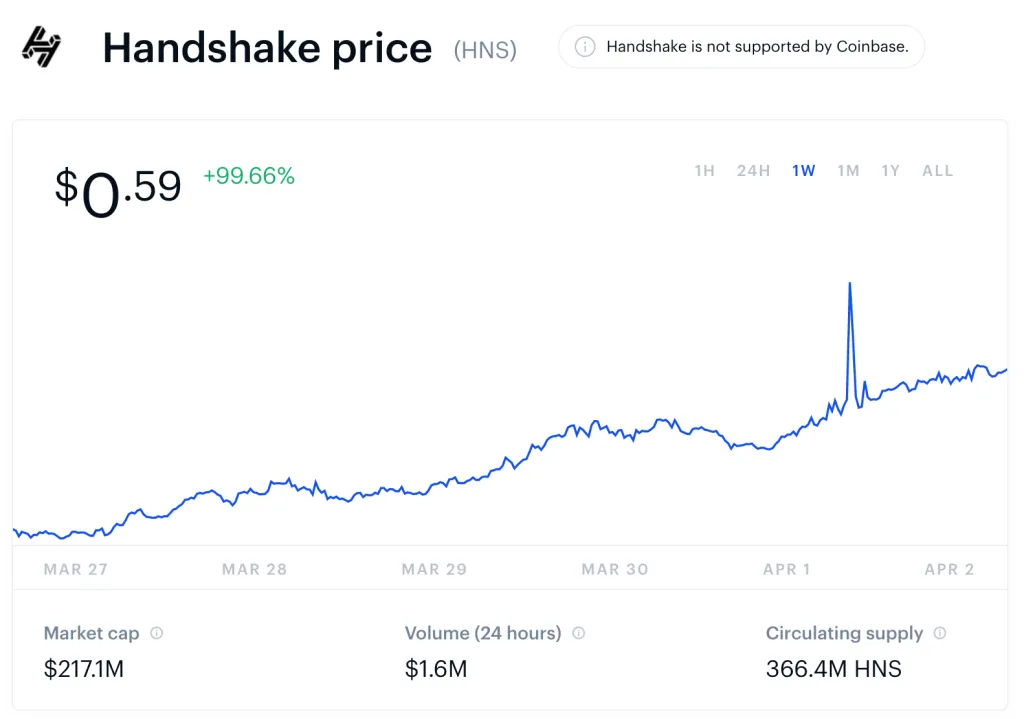 Handshake price (HNS)
Handshake is not supported by Coinbase.
$0.59 +99.66%
1H 24H 1W 1M 1Y ALL
MAR 27 MAR 28 MAR 29 MAR 30 APR 1 APR 2
Market cap Volume (24 hours) Circulating supply
$217.1M $1.6M 366.4M HNS